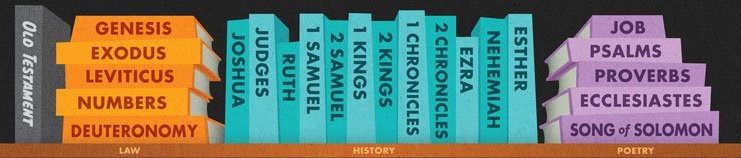 Old Testament
GENESIS
EXODUS
LEVITICUS
NUMBERS
DEUTERONOMY
JOSHUA
JUDGES
RUTH
1 SAMUEL
2 SAMUEL
1 KINGS
2 KINGS
1 CHRONICLES
2 CHRONICLES
EZRA
NEHEMIAH
ESTHER
JOB
PSALMS
PROVERBS
ECCLESIASTES
SONG of SOLOMON
LAW
HISTORY
POETRY